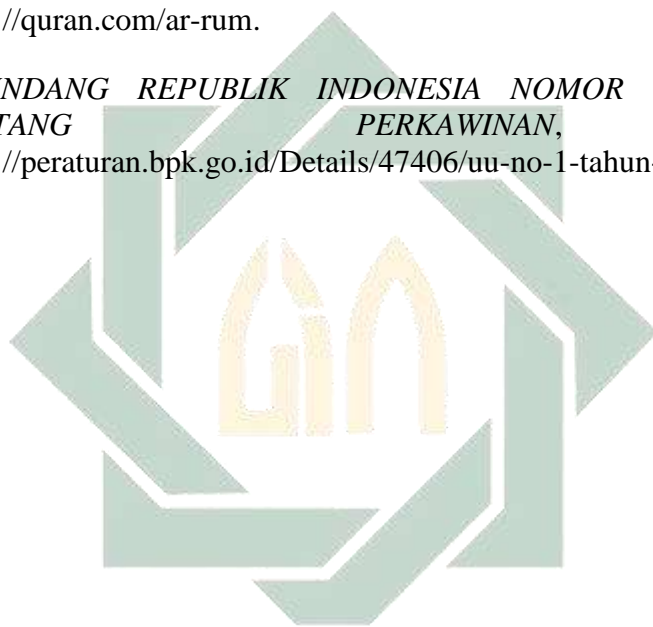 //quran.com/ar-rum.
NDANG REPUBLIK INDONESIA NOMOR
TANG PERKAWINAN,
//peraturan.bpk.go.id/Details/47406/uu-no-1-tahun-